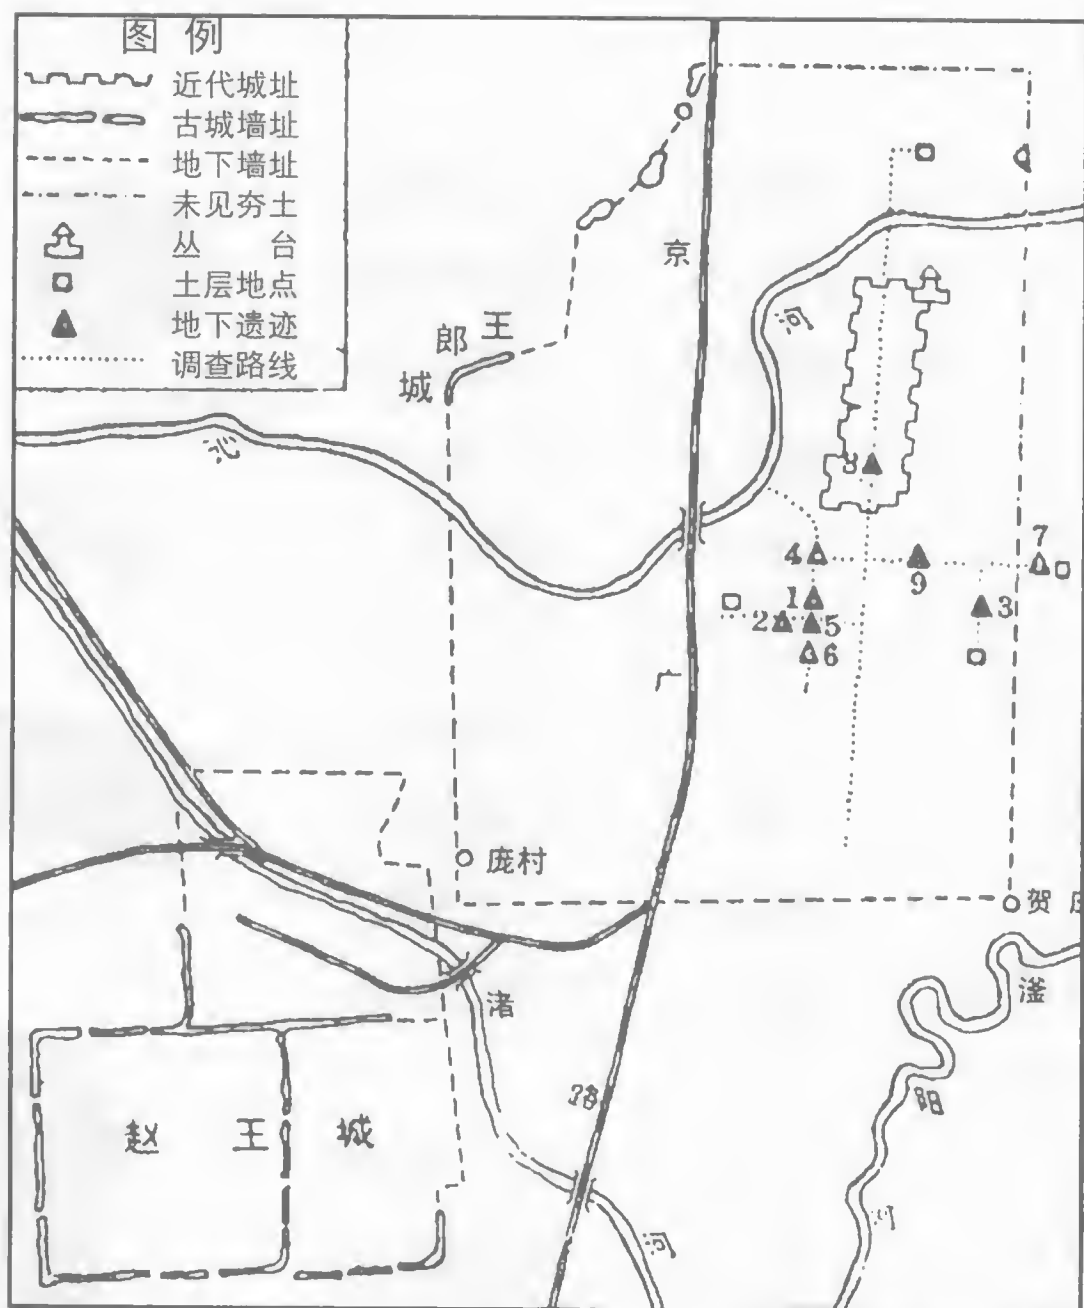 图 例
近代城址
古城墙址
地下墙址
未见夯土
丛 台
土层地点
地下遗迹
调查路线
京
河
王
郎
城
沁
8
7
4
9
1
3
2
5
6
广
庞村
贺庄
渚
滏
路
阳
赵 王 城
河
河